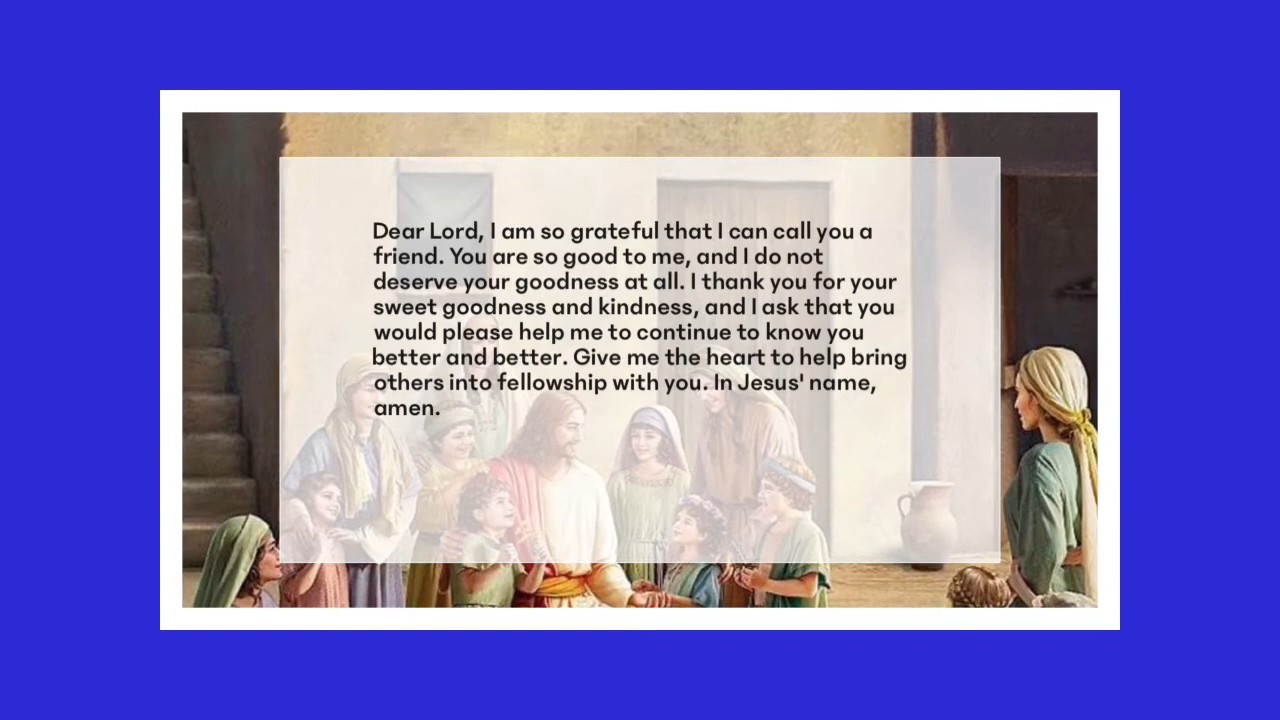 Dear Lord, I am so grateful that I can call you a
friend. You are so good to me, and I do not
deserve your goodness at all. I thank you for your
sweet goodness and kindness, and I ask that you
would please help me to continue to know you
better and better. Give me the heart to help bring
others into fellowship with you. In Jesus' name,
amen.